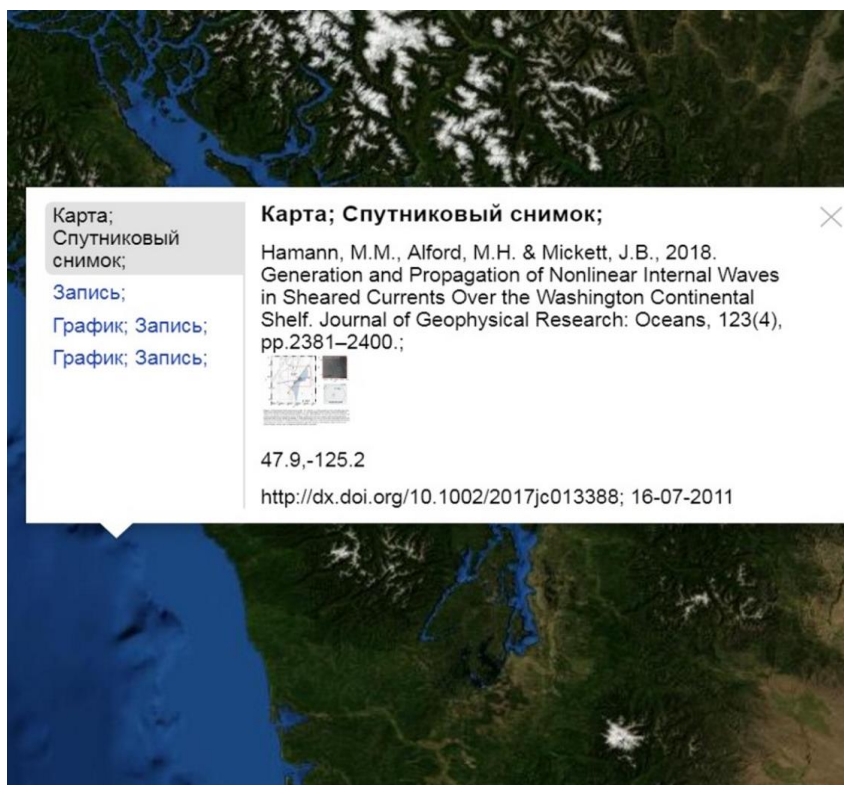 Карта;
Спутниковый
снимок;
Запись;
График; Запись;
График; Запись;
Карта; Спутниковый снимок;
Hamann, M.M., Alford, M.H. & Mickett, J.B., 2018.
Generation and Propagation of Nonlinear Internal Waves
in Sheared Currents Over the Washington Continental
Shelf. Journal of Geophysical Research: Oceans, 123(4),
pp.2381–2400.;
47.9,-125.2
http://dx.doi.org/10.1002/2017jc013388; 16-07-2011